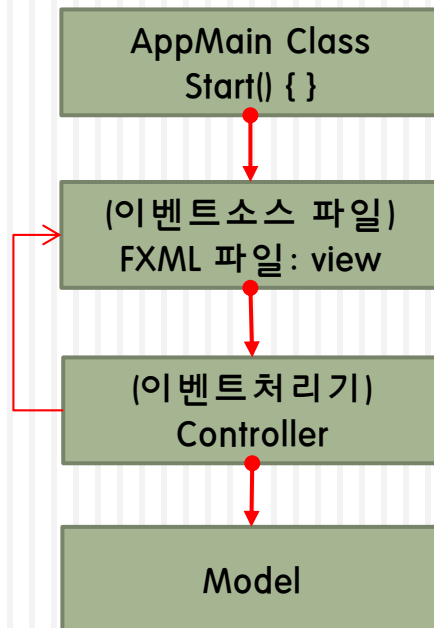 AppMain Class
Start() { }
(이벤트소스 파일)
FXML 파일: view
(이벤트처리기)
Controller
Model